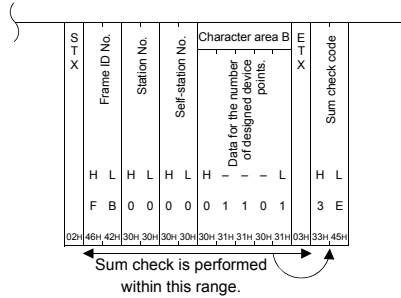 S
T
X
Frame ID No.
Station No.
Self-station No.
Character area B
Data for the number
of designed device
points.
E
T
X
Sum check code
H L H L H L H – – – L H L
F B 0 0 0 0 0 1 1 0 1 3 E
02H 46H 42H 30H 30H 30H 30H 30H 31H 31H 30H 31H 03H 33H 45H
Sum check is performed
within this range.